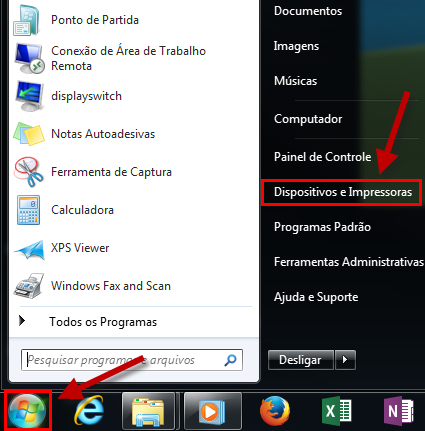 Ponto de Partida
Conexão de Área de Trabalho
Remota
displayswitch
Notas Autoadesivas
Ferramenta de Captura
Calculadora
XPS Viewer
Windows Fax and Scan
Todos os Programas
Pesquisar programas e arquivos
Documentos
Imagens
Músicas
Computador
Painel de Controle
Dispositivos e Impressoras
Programas Padrão
Ferramentas Administrativas
Ajuda e Suporte
Desligar